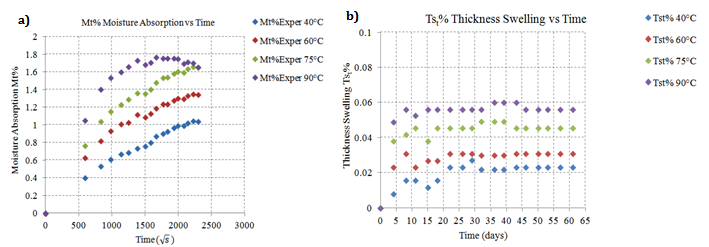 a)
Mt% Moisture Absorption vs Time
Moisture Absorption Mt%
2
1.8
1.6
1.4
1.2
1
0.8
0.6
0.4
0.2
0
0 500 1000 1500 2000 2500
Time (√s)
Mt%Exper 40°C
Mt%Exper 60°C
Mt%Exper 75°C
Mt%Exper 90°C
b)
Tst% Thickness Swelling vs Time
Thickness Swelling Tst%
0.1
0.08
0.06
0.04
0.02
0
0 5 10 15 20 25 30 35 40 45 50 55 60 65
Time (days)
Tst% 40°C
Tst% 60°C
Tst% 75°C
Tst% 90°C